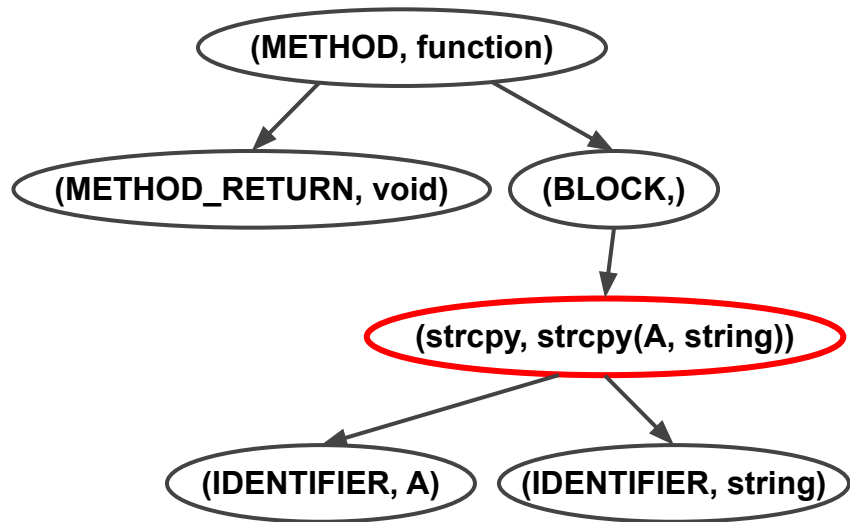 (METHOD, function)
(METHOD_RETURN, void)
(BLOCK,)
(strcpy, strcpy(A, string))
(IDENTIFIER, A)
(IDENTIFIER, string)